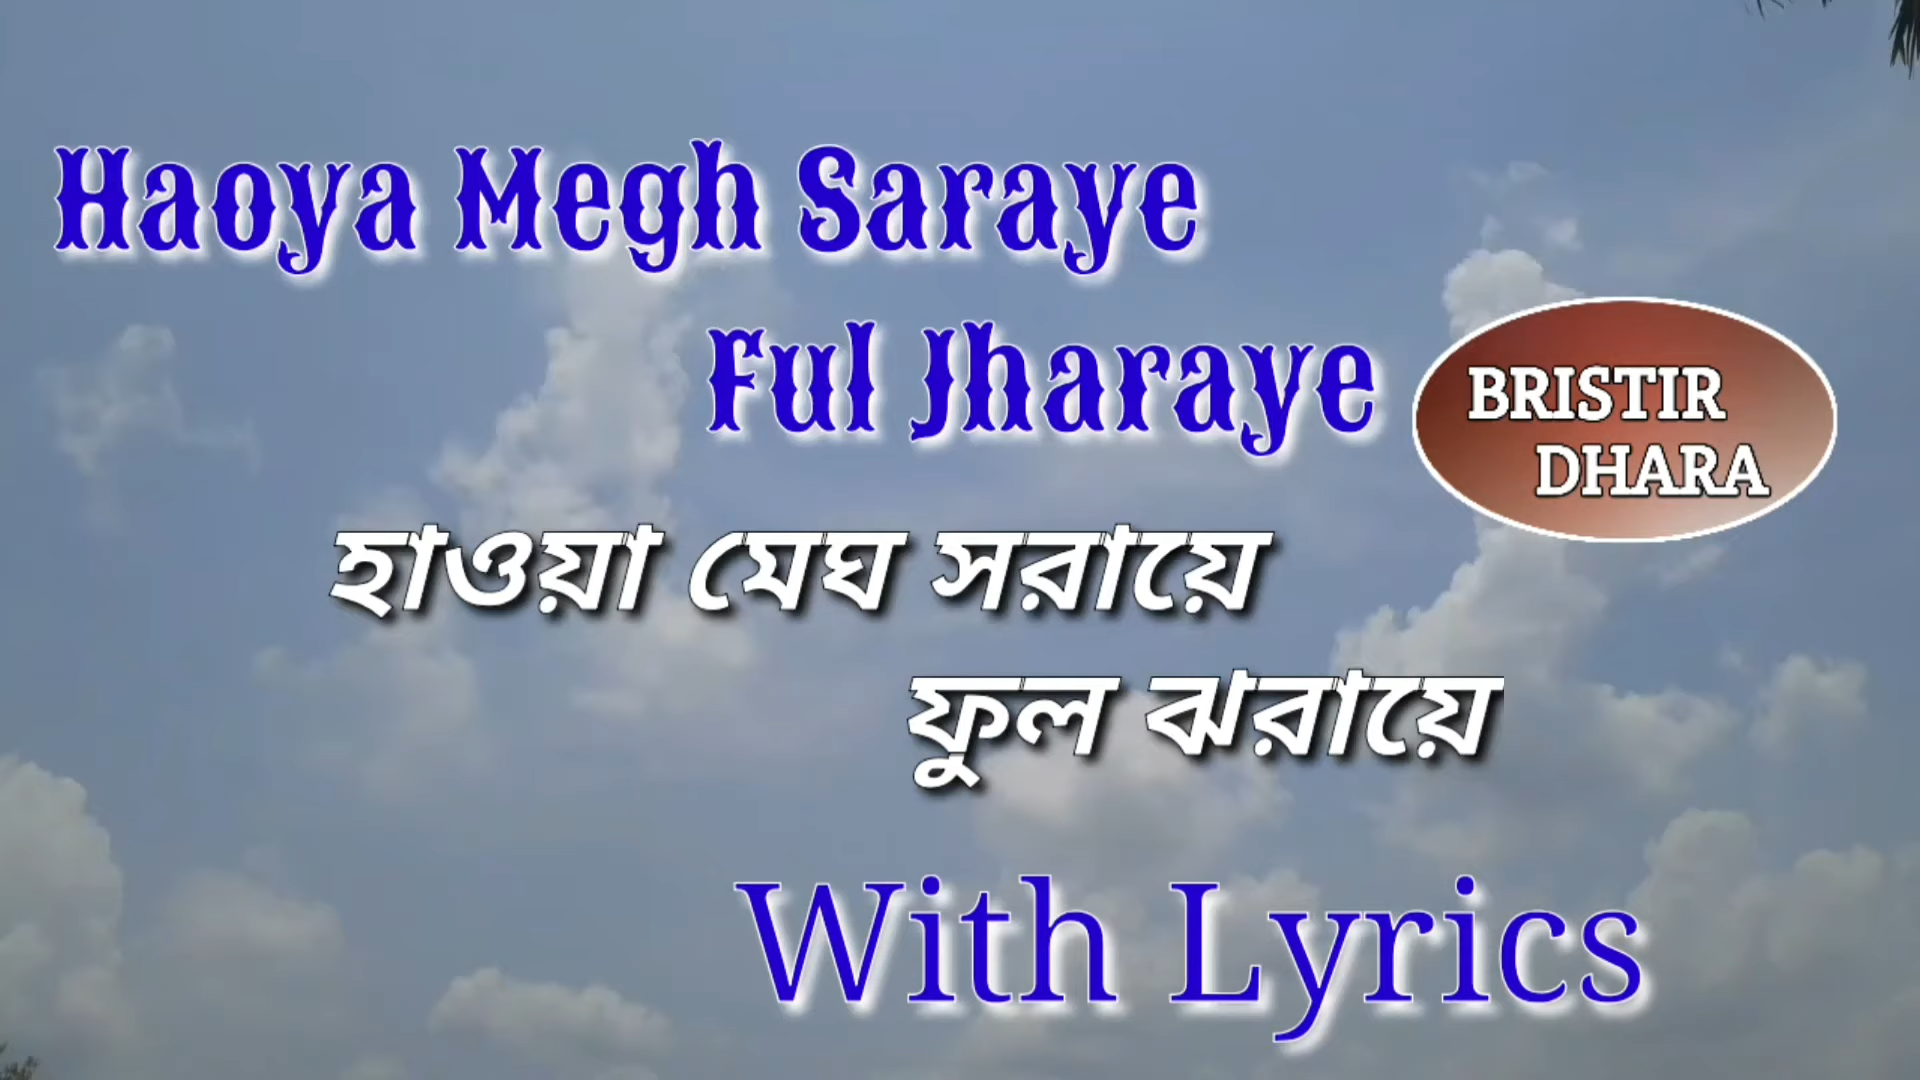 Haoya Megh Saraye
Ful Jharaye
BRISTIR
DHARA
হাওয়া মেঘ সরায়ে
ফুল ঝরায়ে
With Lyrics